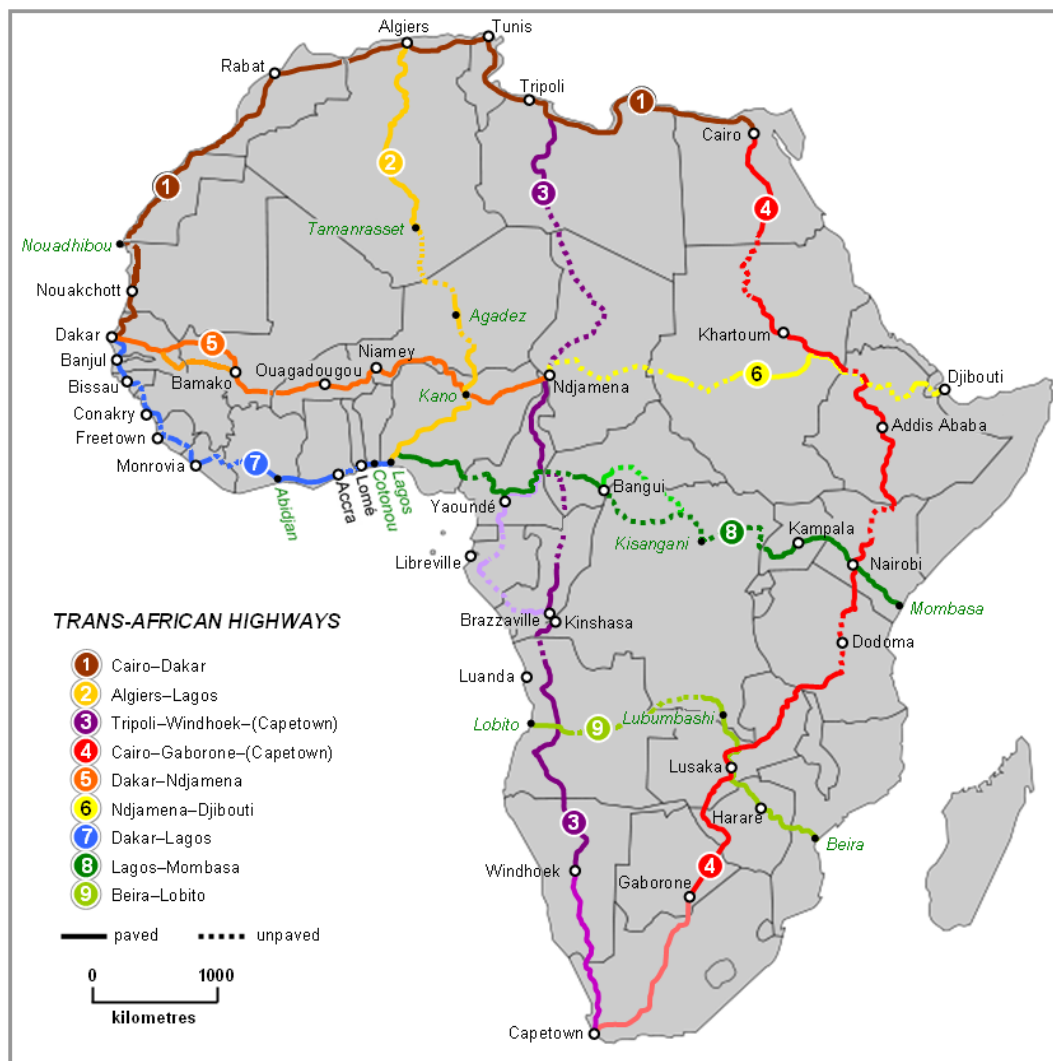 Algiers
Tunis
Rabat
Tripoli
1
Cairo
2
1
3
4
Tamanrasset
Nouadhibou
Nouakchott
Agadez
Khartoum
Dakar
5
Niamey
Banjul
Ouagadougou
6
Djibouti
Bissau
Bamako
Ndjamena
Kano
Conakry
Addis Ababa
Freetown
Monrovia
7
Lagos
Cotonou
Lomé
Accra
Abidjan
Bangui
Yaoundé
8
Kampala
Kisangani
Libreville
Nairobi
Mombasa
Brazzaville
Kinshasa
Dodoma
Luanda
Lobito
9
Lubumbashi
Lusaka
Harare
Beira
3
Windhoek
4
Gaborone
Capetown
TRANS-AFRICAN HIGHWAYS
1 Cairo–Dakar
2 Algiers–Lagos
3 Tripoli–Windhoek–(Capetown)
4 Cairo–Gaborone–(Capetown)
5 Dakar–Ndjamena
6 Ndjamena–Djibouti
7 Dakar–Lagos
8 Lagos–Mombasa
9 Beira–Lobito
paved unpaved
0 1000
kilometres